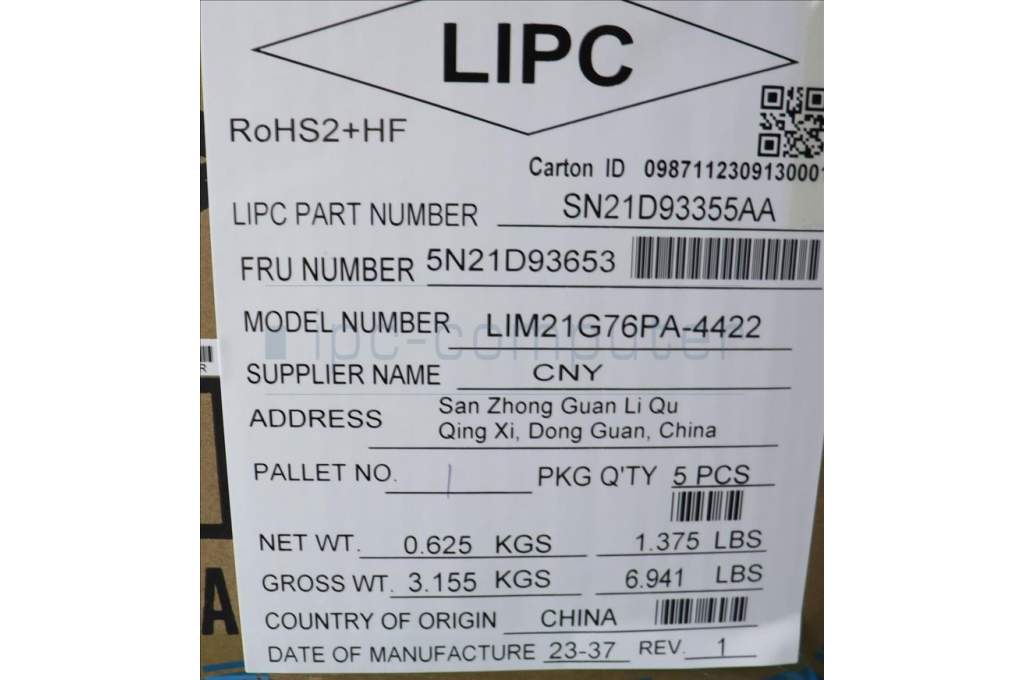 LIPC
RoHS2+HF
Carton ID 0987112309130001
LIPC PART NUMBER SN21D93355AA
FRU NUMBER 5N21D93653
MODEL NUMBER LIM21G76PA-4422
ipc-computer
SUPPLIER NAME CNY
ADDRESS San Zhong Guan Li Qu
Qing Xi, Dong Guan, China
PALLET NO. 1 PKG Q'TY 5 PCS
NET WT. 0.625 KGS 1.375 LBS
GROSS WT. 3.155 KGS 6.941 LBS
COUNTRY OF ORIGIN CHINA
DATE OF MANUFACTURE 23-37 REV. 1
R
A